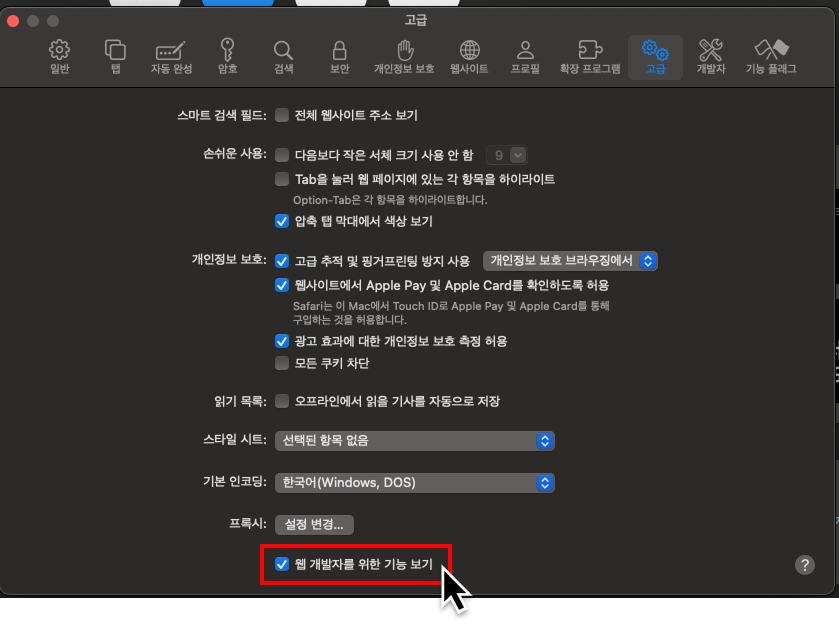 고급
일반 탭 자동 완성 암호 검색 보안 개인정보 보호 웹사이트 프로필 확장 프로그램 고급 개발자 기능 플래그
스마트 검색 필드: 전체 웹사이트 주소 보기
손쉬운 사용: 다음보다 작은 서체 크기 사용 안 함 9
Tab을 눌러 웹 페이지에 있는 각 항목을 하이라이트
Option-Tab은 각 항목을 하이라이트합니다.
압축 탭 막대에서 색상 보기
개인정보 보호: 고급 추적 및 핑거프린팅 방지 사용 개인정보 보호 브라우징에서
웹사이트에서 Apple Pay 및 Apple Card를 확인하도록 허용
Safari는 이 Mac에서 Touch ID로 Apple Pay 및 Apple Card를 통해
구입하는 것을 허용합니다.
광고 효과에 대한 개인정보 보호 측정 허용
모든 쿠키 차단
읽기 목록: 오프라인에서 읽을 기사를 자동으로 저장
스타일 시트: 선택된 항목 없음
기본 인코딩: 한국어(Windows, DOS)
프록시: 설정 변경...
웹 개발자를 위한 기능 보기
?